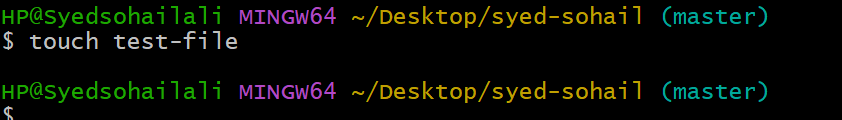 HP@Syedsohailali MINGW64 ~/Desktop/syed-sohail (master)
$ touch test-file
HP@Syedsohailali MINGW64 ~/Desktop/syed-sohail (master)
$